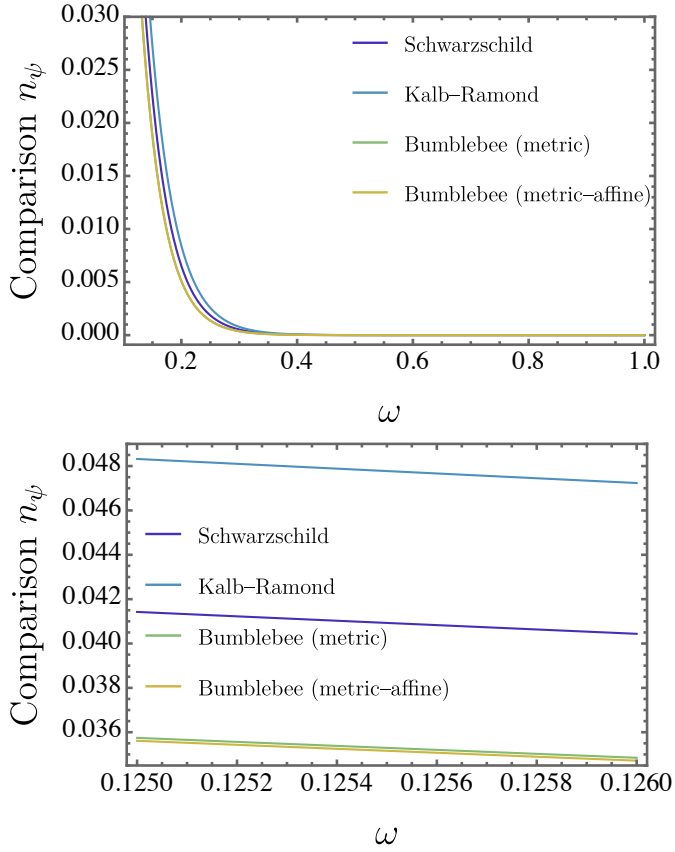 Comparison n_ψ
0.030
0.025
0.020
0.015
0.010
0.005
0.000
Schwarzschild
Kalb–Ramond
Bumblebee (metric)
Bumblebee (metric–affine)
0.2 0.4 0.6 0.8 1.0
ω
Comparison n_ψ
0.048
0.046
0.044
0.042
0.040
0.038
0.036
Schwarzschild
Kalb–Ramond
Bumblebee (metric)
Bumblebee (metric–affine)
0.1250 0.1252 0.1254 0.1256 0.1258 0.1260
ω